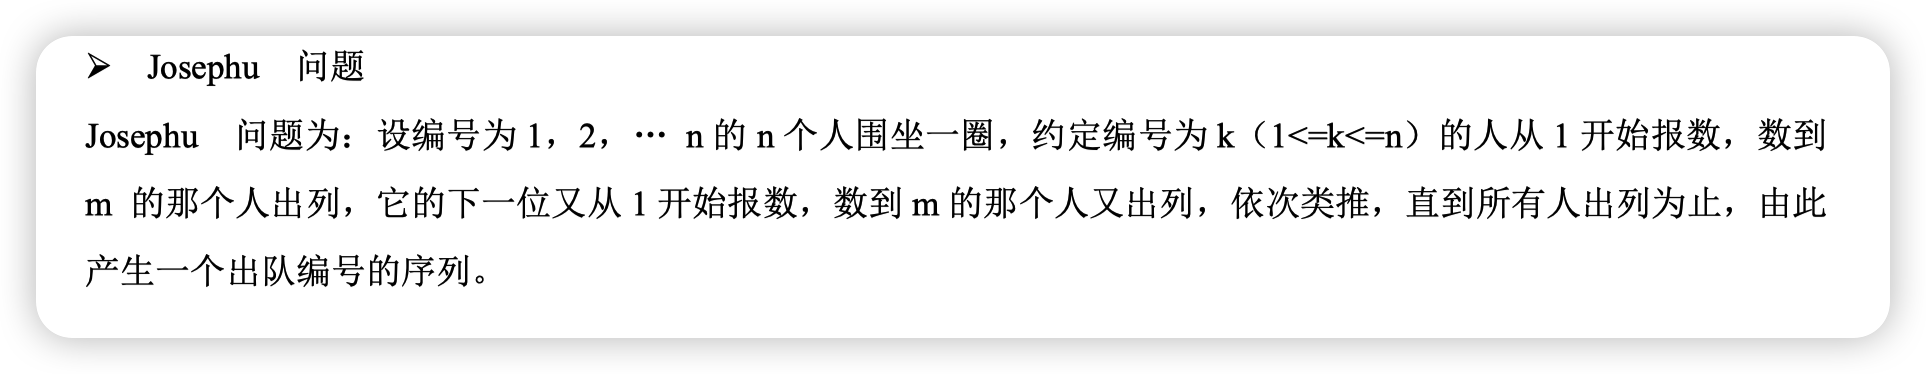 ➢ Josephu 问题
Josephu 问题为：设编号为 1，2，… n 的 n 个人围坐一圈，约定编号为 k（1<=k<=n）的人从 1 开始报数，数到
m 的那个人出列，它的下一位又从 1 开始报数，数到 m 的那个人又出列，依次类推，直到所有人出列为止，由此
产生一个出队编号的序列。